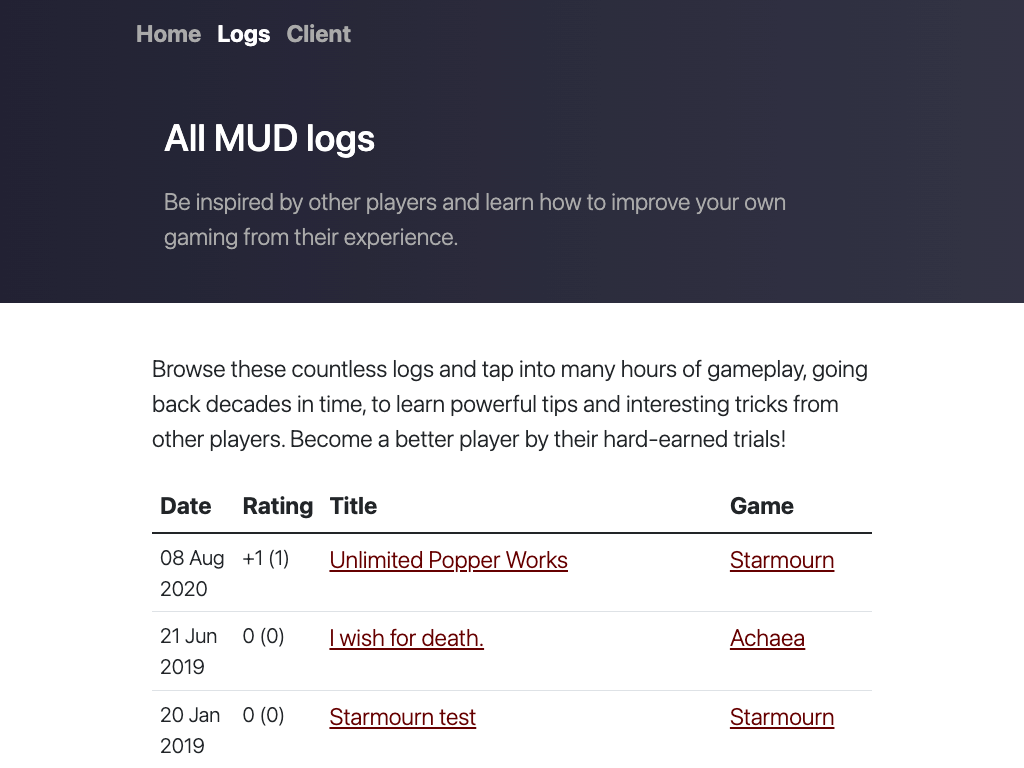 Home Logs Client
All MUD logs
Be inspired by other players and learn how to improve your own
gaming from their experience.
Browse these countless logs and tap into many hours of gameplay, going
back decades in time, to learn powerful tips and interesting tricks from
other players. Become a better player by their hard-earned trials!
Date Rating Title Game
08 Aug +1 (1) Unlimited Popper Works Starmourn
2020
21 Jun 0 (0) I wish for death. Achaea
2019
20 Jan 0 (0) Starmourn test Starmourn
2019